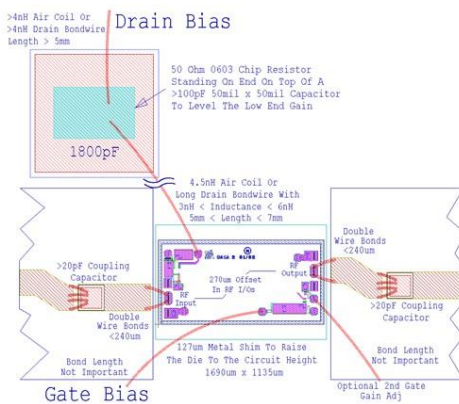 >4nH Air Coil Or
>4nH Drain Bondwire
Length > 5mm
Drain Bias
50 Ohm 0603 Chip Resistor
Standing On End On Top Of A
>100pF 50mil x 50mil Capacitor
To Level The Low End Gain
1800pF
4.5nH Air Coil Or
Long Drain Bondwire With
3nH < Inductance < 6nH
5mm < Length < 7mm
Double
Wire Bonds
<240um
RF
Output
>20pF Coupling
Capacitor
270um Offset
In RF I/Os
RF
Input
Double
Wire Bonds
<240um
>20pF Coupling
Capacitor
127um Metal Shim To Raise
The Die To The Circuit Height
1690um x 1135um
Bond Length
Not Important
Bond Length
Not Important
Gate Bias
Optional 2nd Gate
Gain Adj